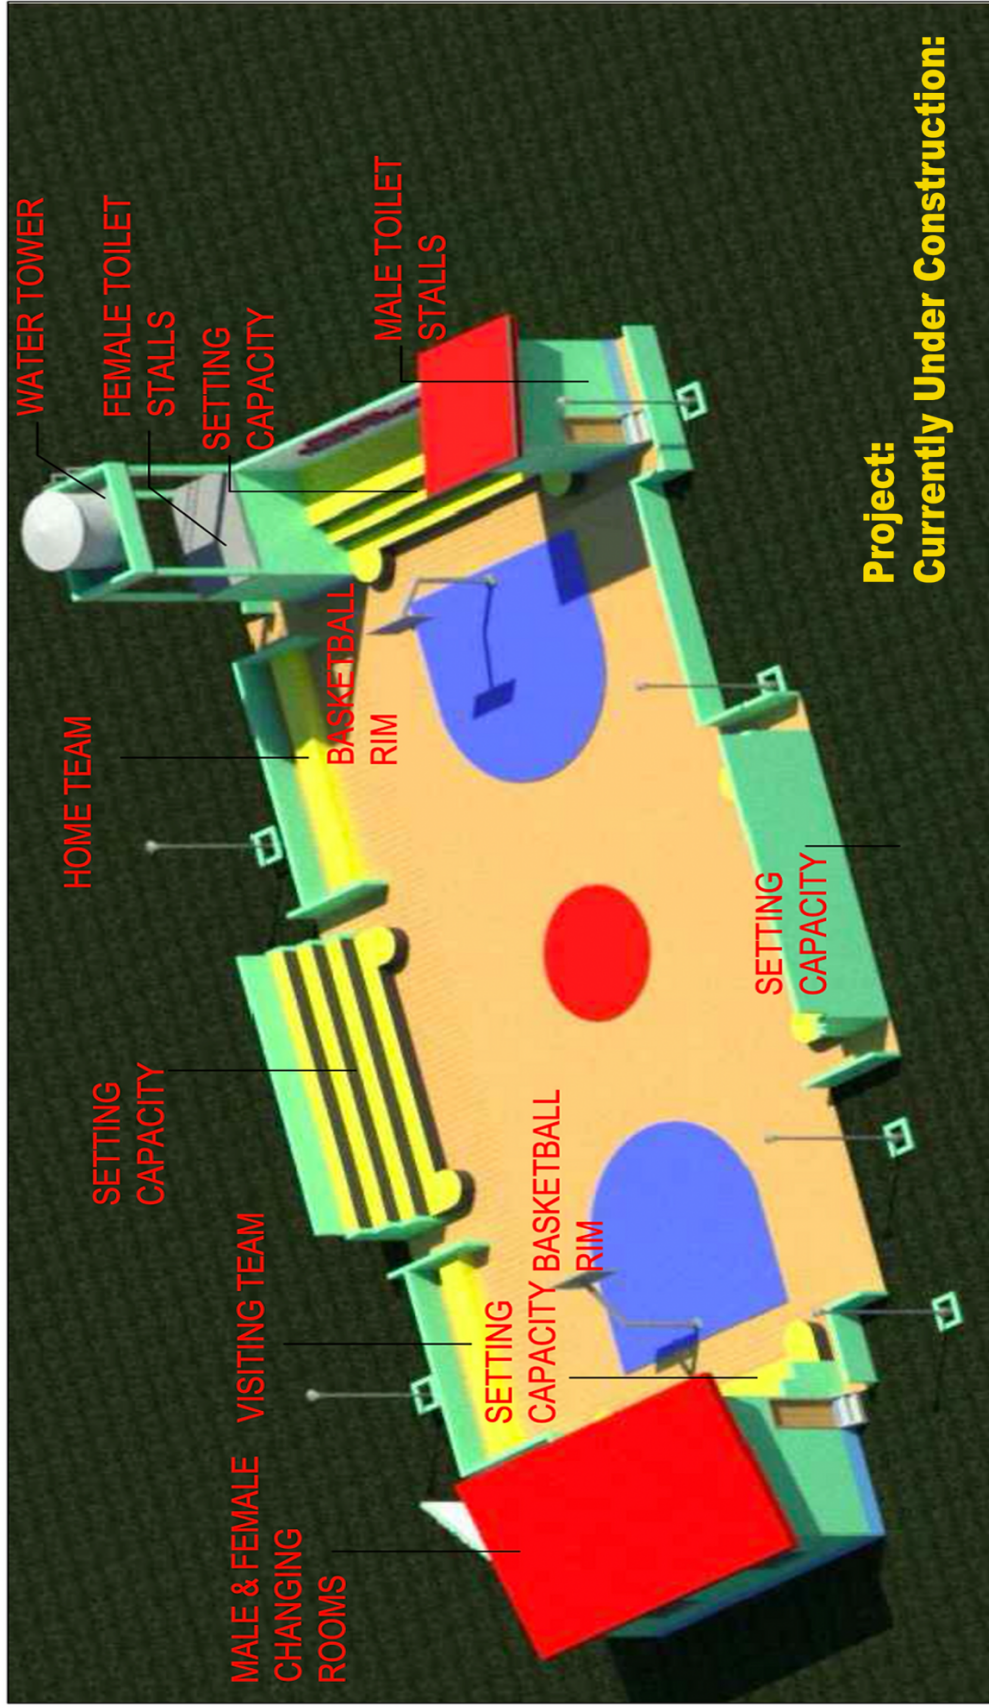 MALE & FEMALE
CHANGING
ROOMS
VISITING TEAM
SETTING
CAPACITY
HOME TEAM
WATER TOWER
FEMALE TOILET
STALLS
SETTING
CAPACITY
MALE TOILET
STALLS
BASKETBALL
RIM
SETTING
CAPACITY
BASKETBALL
RIM
SETTING
CAPACITY
Project:
Currently Under Construction: